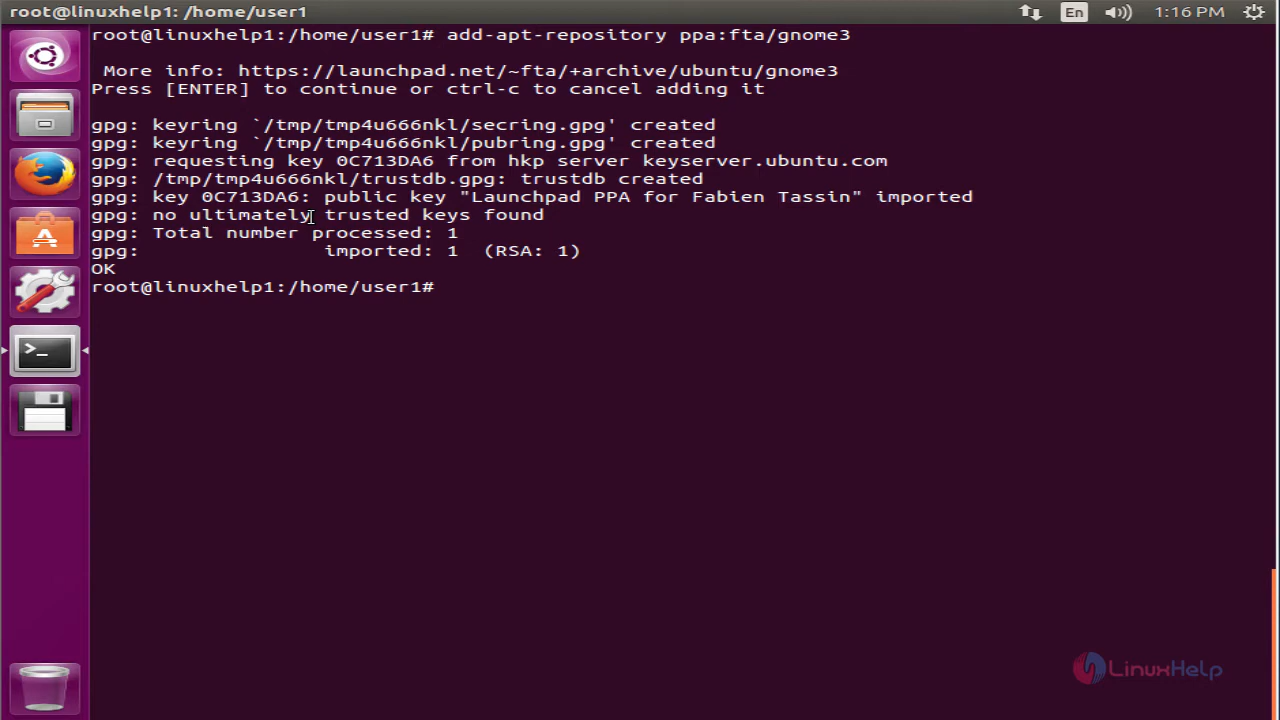 root@linuxhelp1: /home/user1
En
1:16 PM
root@linuxhelp1:/home/user1# add-apt-repository ppa:fta/gnome3
More info: https://launchpad.net/~fta/+archive/ubuntu/gnome3
Press [ENTER] to continue or ctrl-c to cancel adding it
gpg: keyring `/tmp/tmp4u666nkl/secring.gpg' created
gpg: keyring `/tmp/tmp4u666nkl/pubring.gpg' created
gpg: requesting key 0C713DA6 from hkp server keyserver.ubuntu.com
gpg: /tmp/tmp4u666nkl/trustdb.gpg: trustdb created
gpg: key 0C713DA6: public key "Launchpad PPA for Fabien Tassin" imported
gpg: no ultimately trusted keys found
gpg: Total number processed: 1
gpg:               imported: 1  (RSA: 1)
OK
root@linuxhelp1:/home/user1#
LinuxHelp